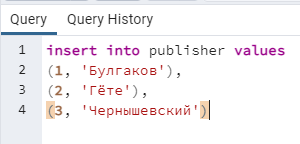 Query Query History
1 insert into publisher values
2 (1, 'Булгаков'),
3 (2, 'Гёте'),
4 (3, 'Чернышевский')